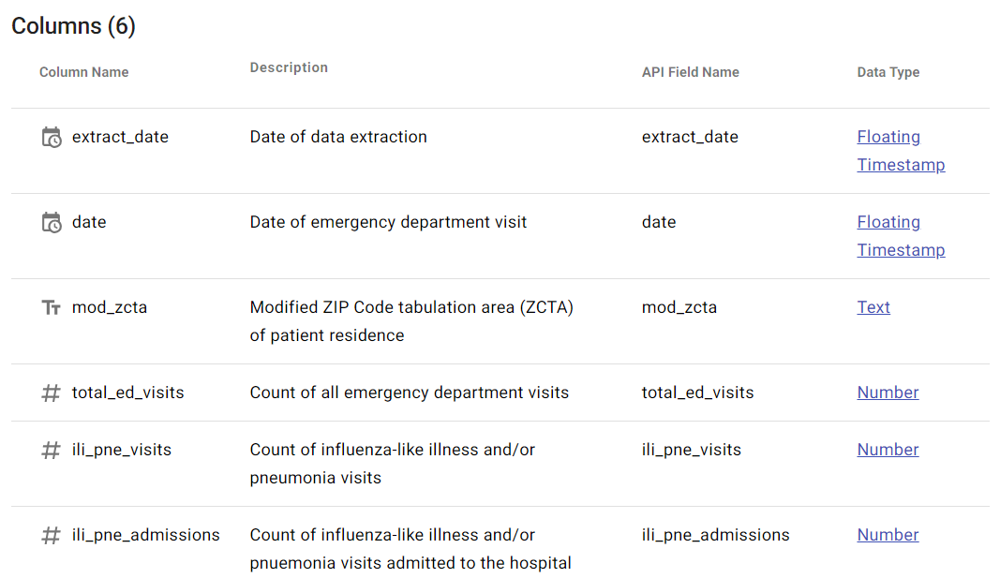 Columns (6)
Column Name Description API Field Name Data Type
extract_date Date of data extraction extract_date Floating
Timestamp
date Date of emergency department visit date Floating
Timestamp
mod_zcta Modified ZIP Code tabulation area (ZCTA) mod_zcta Text
of patient residence
total_ed_visits Count of all emergency department visits total_ed_visits Number
ili_pne_visits Count of influenza-like illness and/or ili_pne_visits Number
pneumonia visits
ili_pne_admissions Count of influenza-like illness and/or ili_pne_admissions Number
pnuemonia visits admitted to the hospital